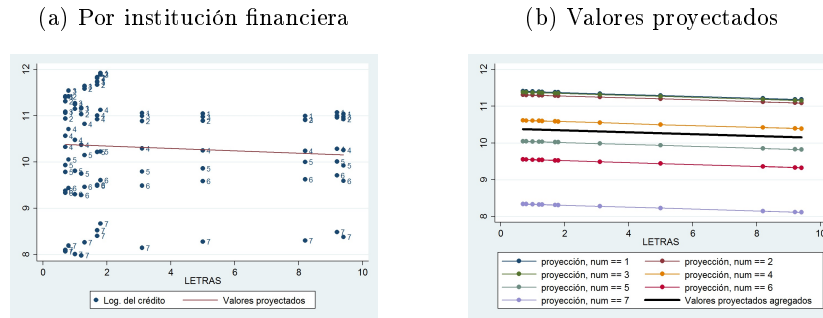 (a) Por institución financiera
(b) Valores proyectados
12
11
10
9
8
0 2 4 6 8 10
LETRAS
Log. del crédito Valores proyectados
12
11
10
9
8
0 2 4 6 8 10
LETRAS
proyección, num == 1 proyección, num == 2
proyección, num == 3 proyección, num == 4
proyección, num == 5 proyección, num == 6
proyección, num == 7 Valores proyectados agregados